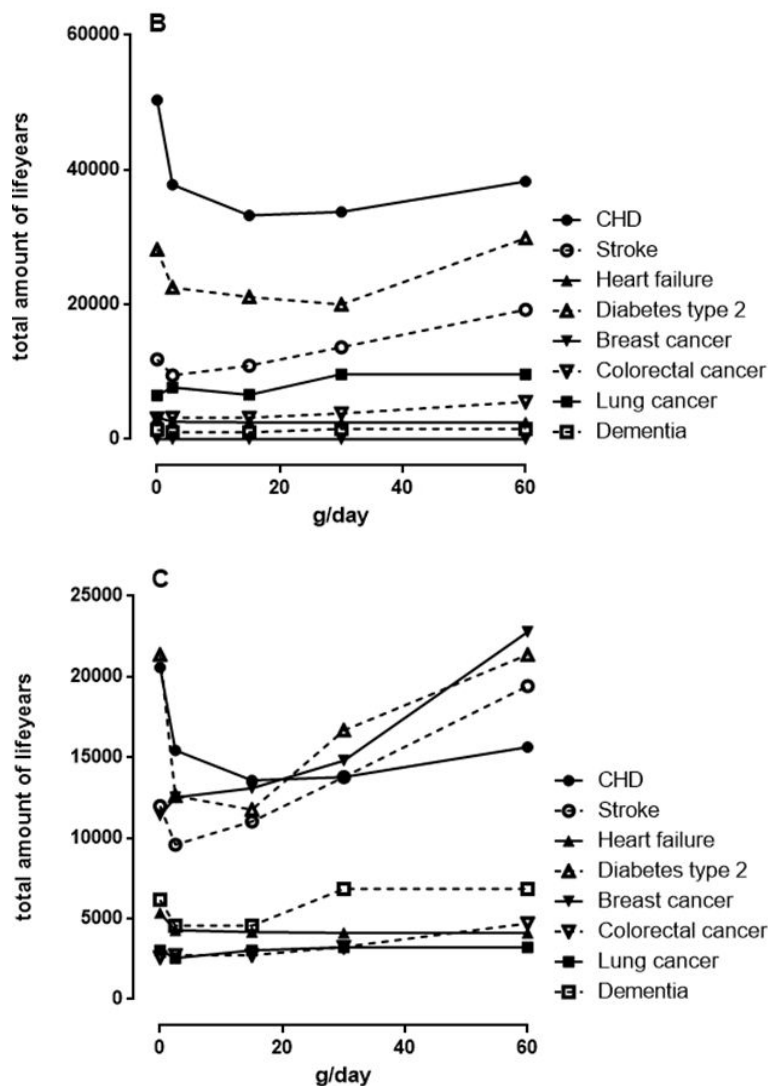 B
60000
40000
20000
0
total amount of lifeyears
0 20 40 60
g/day
CHD
Stroke
Heart failure
Diabetes type 2
Breast cancer
Colorectal cancer
Lung cancer
Dementia
C
25000
20000
15000
10000
5000
0
total amount of lifeyears
0 20 40 60
g/day
CHD
Stroke
Heart failure
Diabetes type 2
Breast cancer
Colorectal cancer
Lung cancer
Dementia